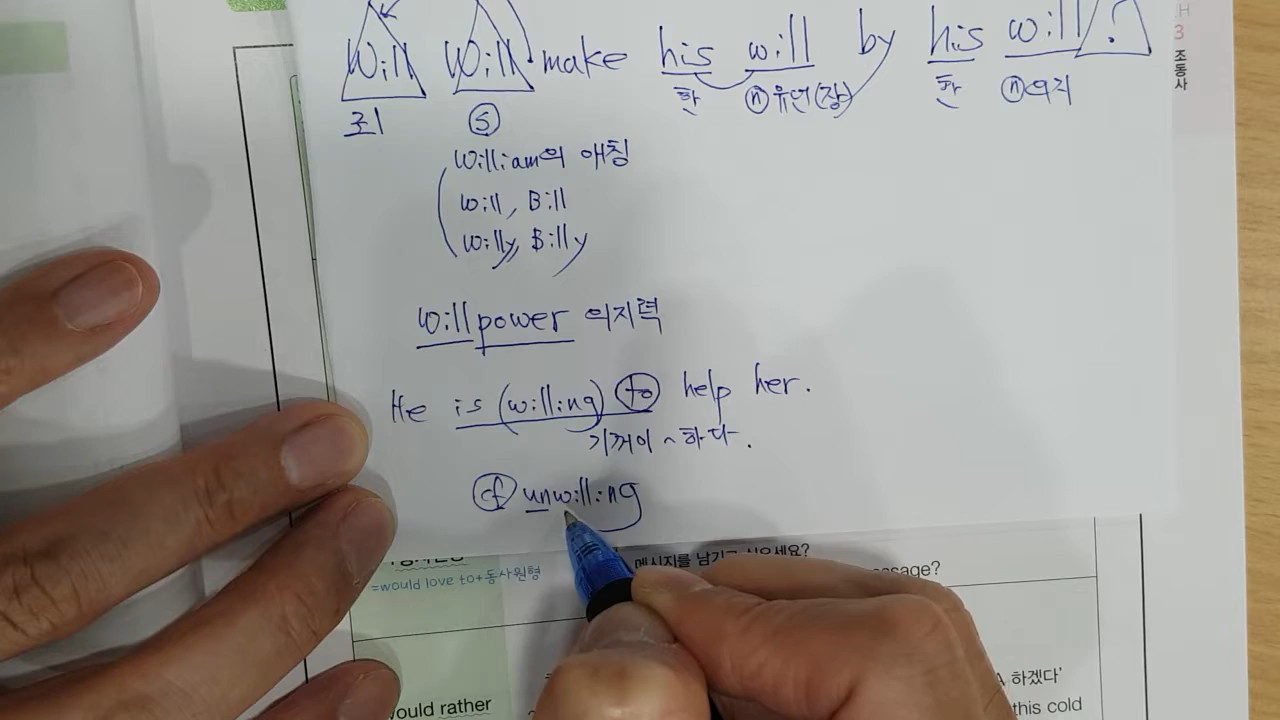 Will Will make his will by his will?
조 ⓢ 한 ⓝ유언(장) 한 ⓝ의지
William의 애칭
Will, Bill
Willy, Billy
Willpower 의지력
He is (willing) to help her.
기꺼이 ~하다.
cf unwilling
3
조동사
메시지를 남기고 싶으세요?
=would love to+동사원형
would rather
A 하겠다'
this cold